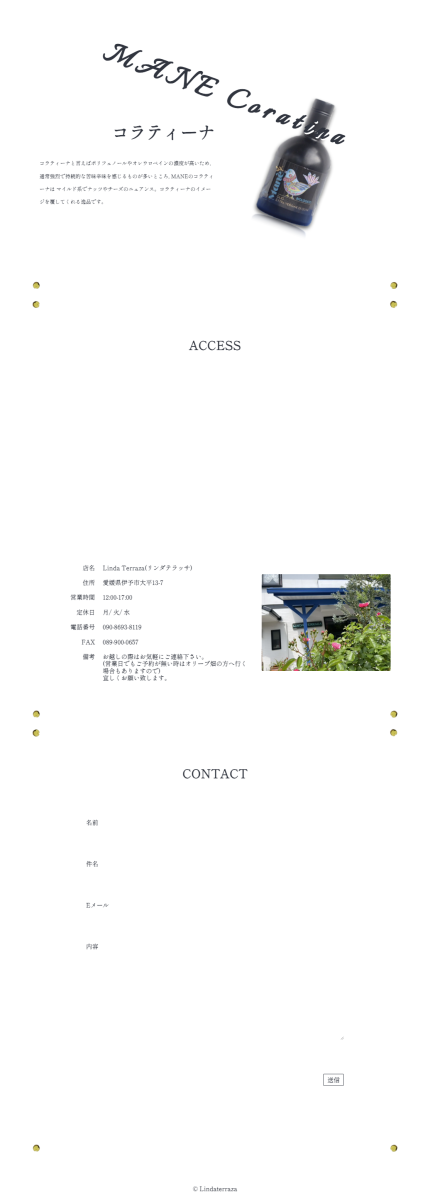 MANE Coratina
コラティーナ
コラティーナと言えばポリフェノールやオレウロペインの濃度が高いため、
通常強烈で持続的な苦味辛味を感じるものが多いところ、MANEのコラティ
ーナは マイルド系でナッツやチーズのニュアンス。コラティーナのイメー
ジを覆してくれる逸品です。
Mane
ACCESS
店名 Linda Terraza(リンダテラッサ)
住所 愛媛県伊予市大平13-7
営業時間 12:00-17:00
定休日 月/ 火/ 水
電話番号 090-8693-8119
FAX 089-900-0657
備考 お越しの際はお気軽にご連絡下さい。
(営業日でもご予約が無い時はオリーブ畑の方へ行く
場合もありますので)
宜しくお願い致します。
CONTACT
名前
件名
Eメール
内容
送信
© Lindaterraza